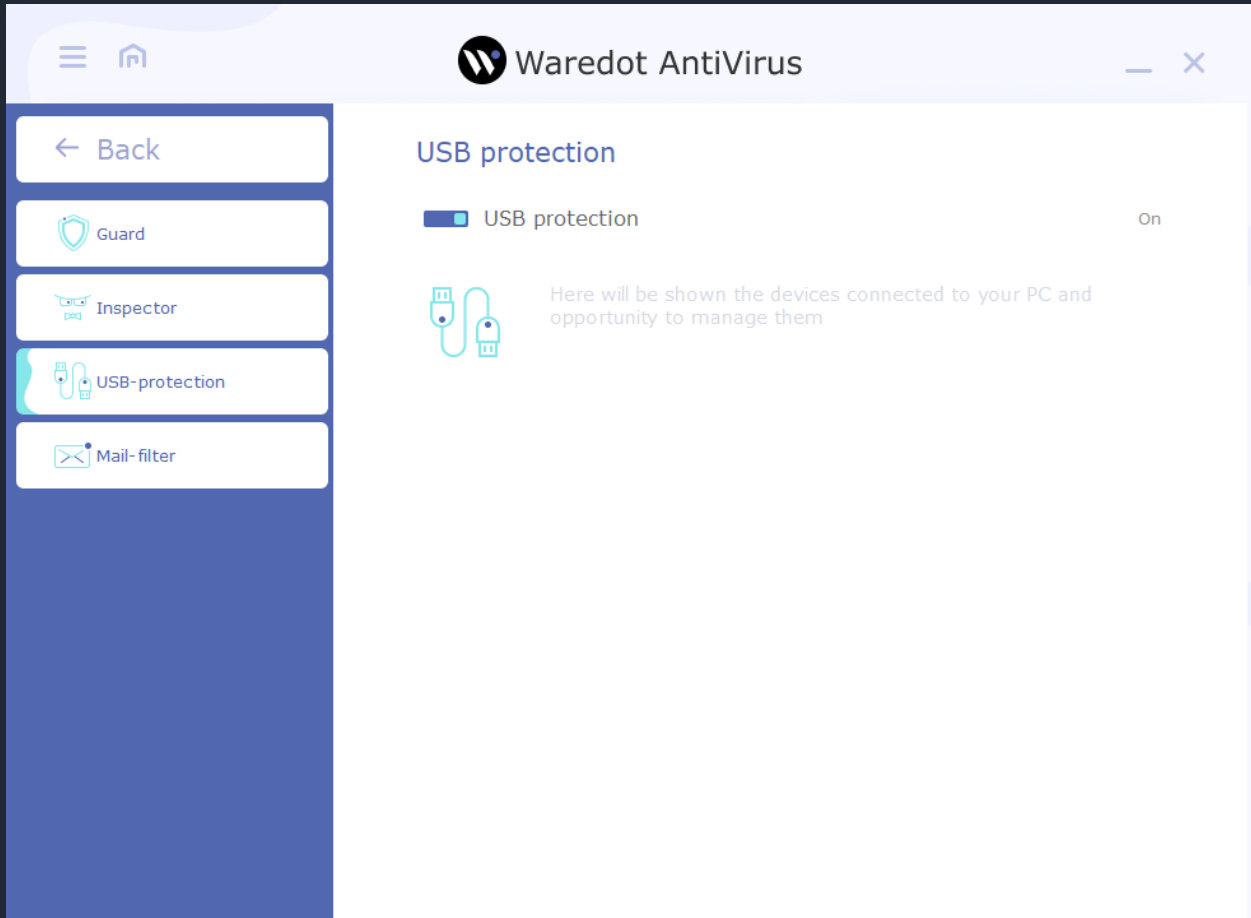 Waredot AntiVirus
Back
Guard
Inspector
USB-protection
Mail-filter
USB protection
USB protection
On
Here will be shown the devices connected to your PC and
opportunity to manage them